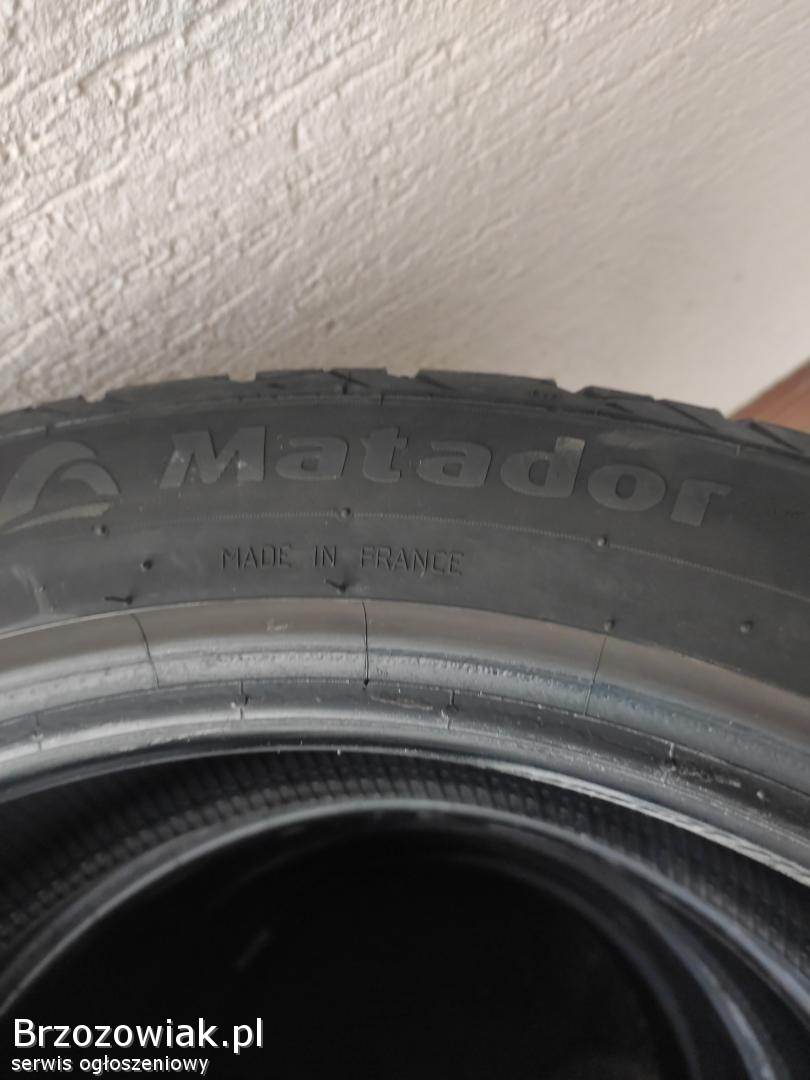 Matador
MADE IN FRANCE
Brzozowiak.pl
serwis ogłoszeniowy